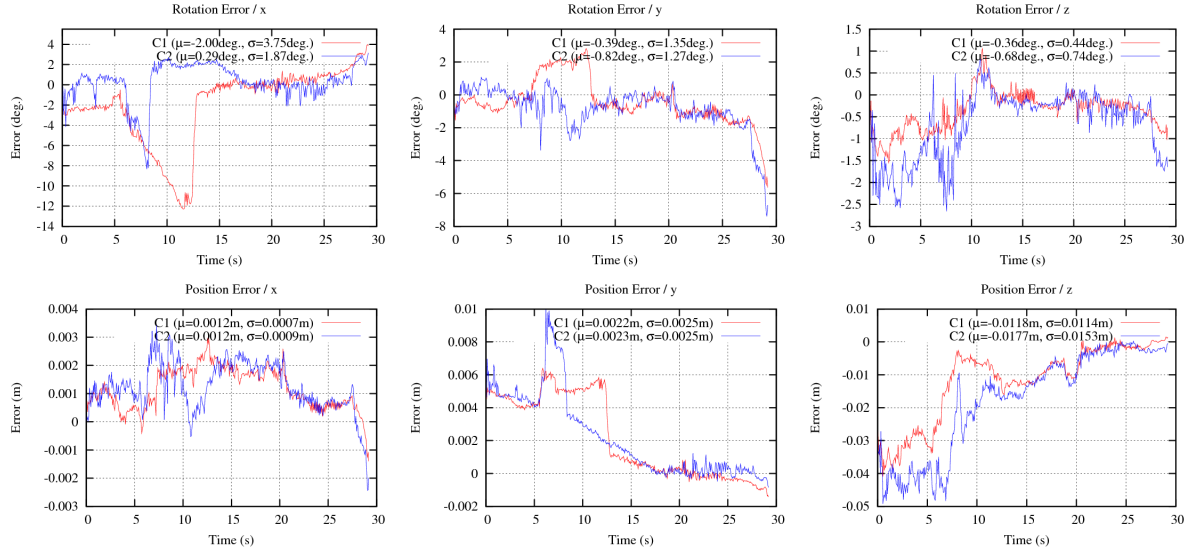 Rotation Error / x
C1 (μ=-2.00deg., σ=3.75deg.)
C2 (μ=0.29deg., σ=1.87deg.)
Error (deg.)
4
2
0
-2
-4
-6
-8
-10
-12
-14
0 5 10 15 20 25 30
Time (s)
Rotation Error / y
C1 (μ=-0.39deg., σ=1.35deg.)
C2 (μ=-0.82deg., σ=1.27deg.)
Error (deg.)
4
2
0
-2
-4
-6
-8
0 5 10 15 20 25 30
Time (s)
Rotation Error / z
C1 (μ=-0.36deg., σ=0.44deg.)
C2 (μ=-0.68deg., σ=0.74deg.)
Error (deg.)
1.5
1
0.5
0
-0.5
-1
-1.5
-2
-2.5
-3
0 5 10 15 20 25 30
Time (s)
Position Error / x
C1 (μ=0.0012m, σ=0.0007m)
C2 (μ=0.0012m, σ=0.0009m)
Error (m)
0.004
0.003
0.002
0.001
0
-0.001
-0.002
-0.003
0 5 10 15 20 25 30
Time (s)
Position Error / y
C1 (μ=0.0022m, σ=0.0025m)
C2 (μ=0.0023m, σ=0.0025m)
Error (m)
0.01
0.008
0.006
0.004
0.002
0
-0.002
0 5 10 15 20 25 30
Time (s)
Position Error / z
C1 (μ=-0.0118m, σ=0.0114m)
C2 (μ=-0.0177m, σ=0.0153m)
Error (m)
0.01
0
-0.01
-0.02
-0.03
-0.04
-0.05
0 5 10 15 20 25 30
Time (s)